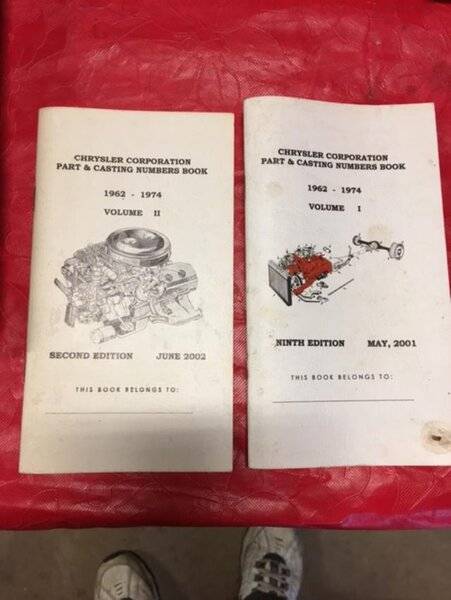 CHRYSLER CORPORATION
PART & CASTING NUMBERS BOOK
1962 - 1974
VOLUME II
SECOND EDITION JUNE 2002
THIS BOOK BELONGS TO:
CHRYSLER CORPORATION
PART & CASTING NUMBERS BOOK
1962 - 1974
VOLUME I
NINTH EDITION MAY, 2001
THIS BOOK BELONGS TO: